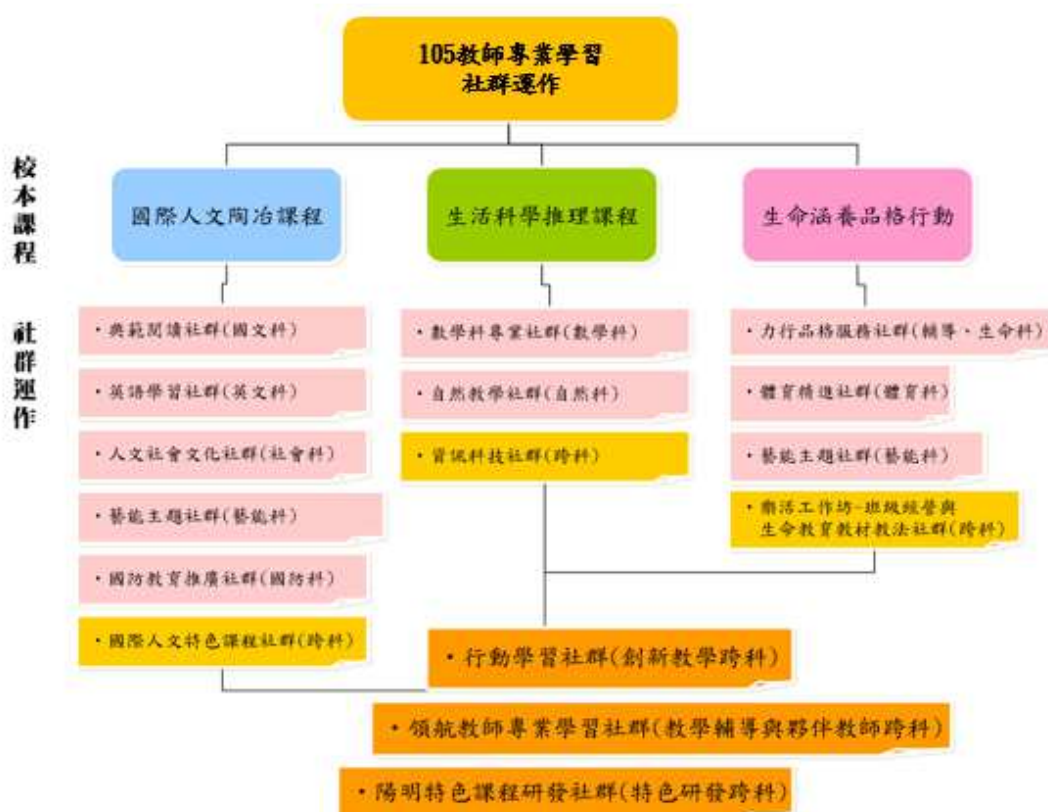 105教師專業學習
社群運作
校本課程
國際人文陶冶課程
生活科學推理課程
生命涵養品格行動
社群運作
・典範閱讀社群(國文科)
・英語學習社群(英文科)
・人文社會文化社群(社會科)
・藝能主題社群(藝能科)
・國防教育推廣社群(國防科)
・國際人文特色課程社群(跨科)
・數學科專業社群(數學科)
・自然教學社群(自然科)
・資訊科技社群(跨科)
・力行品格服務社群(輔導、生命科)
・體育精進社群(體育科)
・藝能主題社群(藝能科)
・樂活工作坊-班級經營與
生命教育教材教法社群(跨科)
・行動學習社群(創新教學跨科)
・領航教師專業學習社群(教學輔導與夥伴教師跨科)
・陽明特色課程研發社群(特色研發跨科)